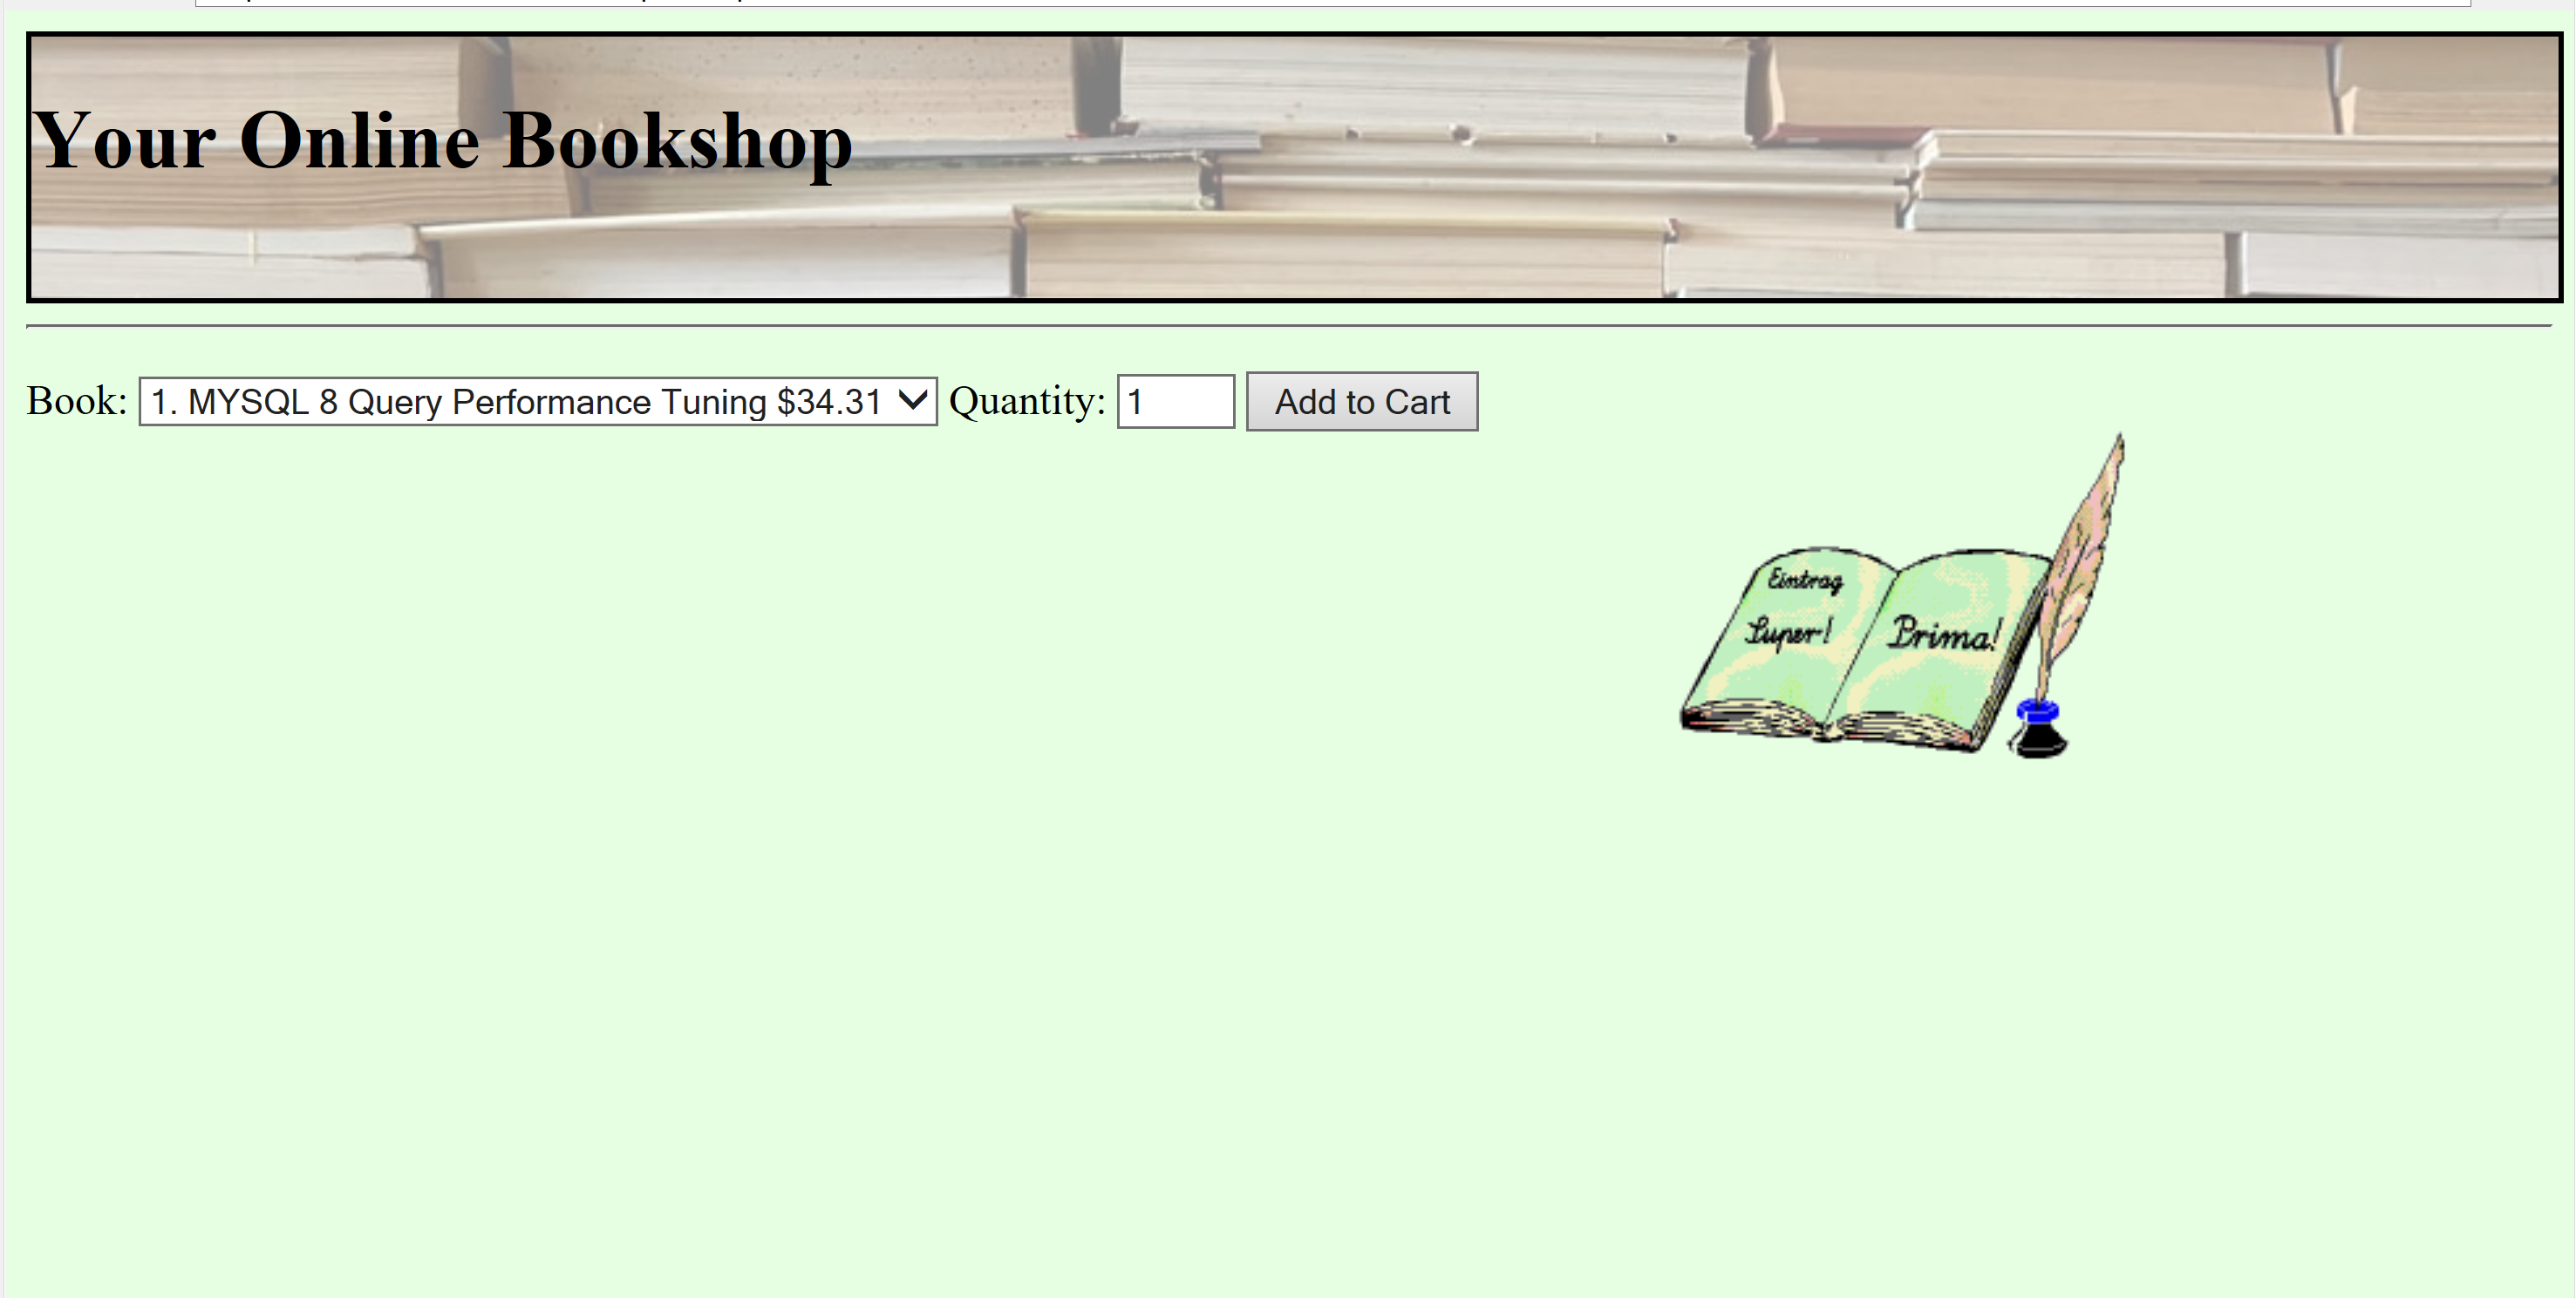 Your Online Bookshop
Book: 1. MYSQL 8 Query Performance Tuning $34.31 Quantity: 1 Add to Cart
Eintrag
Super!
Prima!